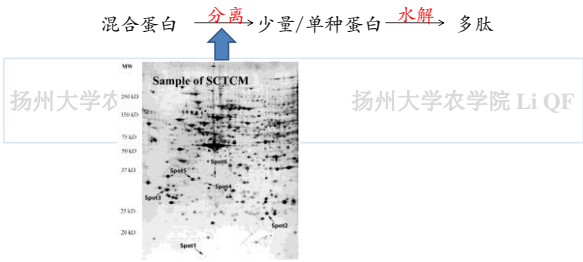 混合蛋白 分离 少量/单种蛋白 水解 多肽
MW
Sample of SCTCM
250 kD
扬州大学农
扬州大学农学院 Li QF
150 kD
75 kD
50 kD
Spot6
37 kD
Spot5
Spot4
Spot3
25 kD
Spot2
20 kD
Spot1